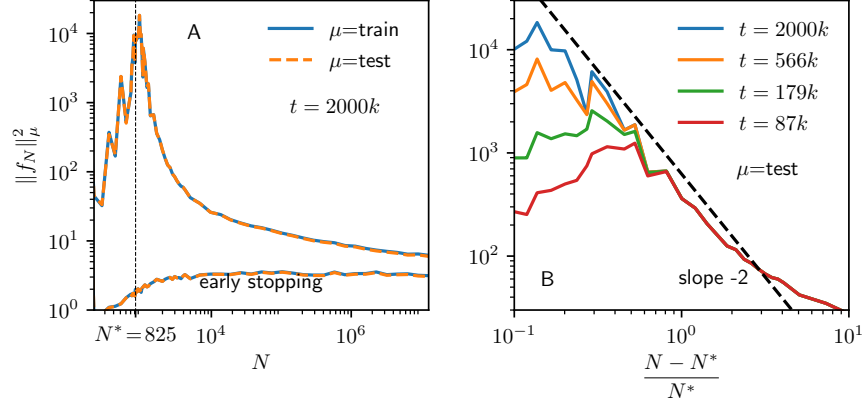 A
μ=train
μ=test
t = 2000k
‖f_N‖²_μ
10⁴
10³
10²
10¹
10⁰
early stopping
N* = 825
10⁴
10⁶
N
t = 2000k
t = 566k
t = 179k
t = 87k
μ=test
10⁴
10³
10²
B
slope -2
10⁻¹
10⁰
10¹
N − N*
N*